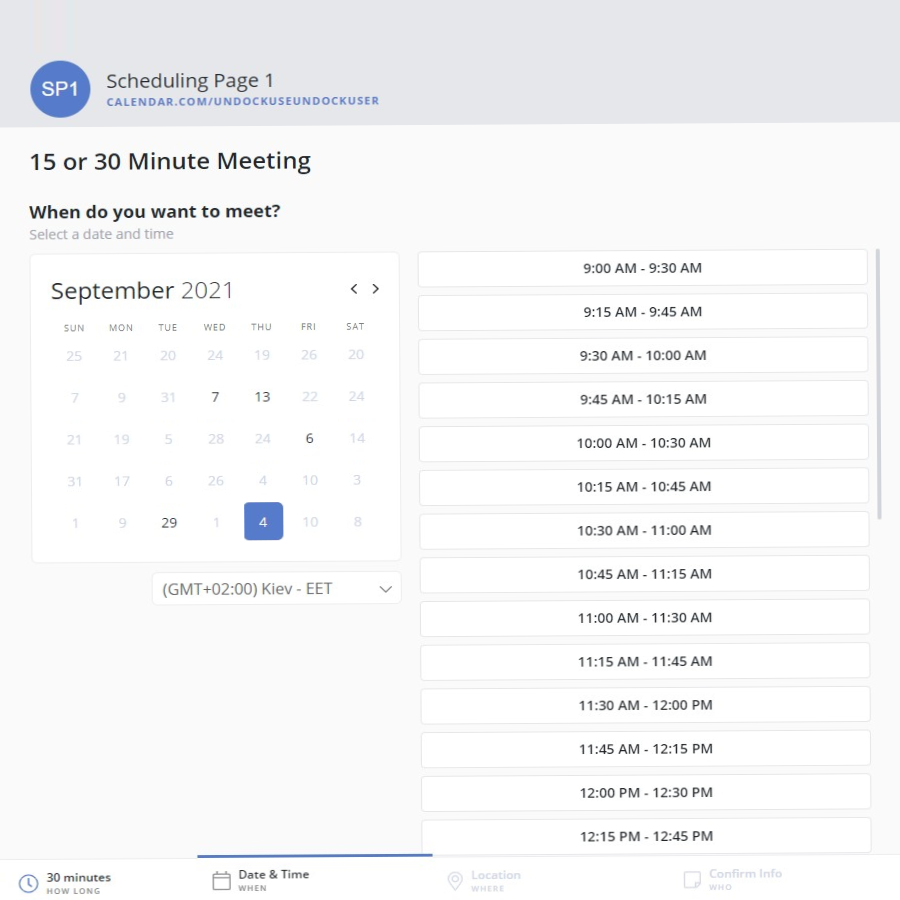 SP1
Scheduling Page 1
CALENDAR.COM/UNDOCKUSEUNDOCKUSER
15 or 30 Minute Meeting
When do you want to meet?
Select a date and time
September 2021
SUN MON TUE WED THU FRI SAT
25 21 20 24 19 26 20
7 9 31 7 13 22 24
21 19 5 28 24 6 14
31 17 6 26 4 10 3
1 9 29 1 4 10 8
(GMT+02:00) Kiev - EET
9:00 AM - 9:30 AM
9:15 AM - 9:45 AM
9:30 AM - 10:00 AM
9:45 AM - 10:15 AM
10:00 AM - 10:30 AM
10:15 AM - 10:45 AM
10:30 AM - 11:00 AM
10:45 AM - 11:15 AM
11:00 AM - 11:30 AM
11:15 AM - 11:45 AM
11:30 AM - 12:00 PM
11:45 AM - 12:15 PM
12:00 PM - 12:30 PM
12:15 PM - 12:45 PM
30 minutes
HOW LONG
Date & Time
WHEN
Location
WHERE
Confirm Info
WHO